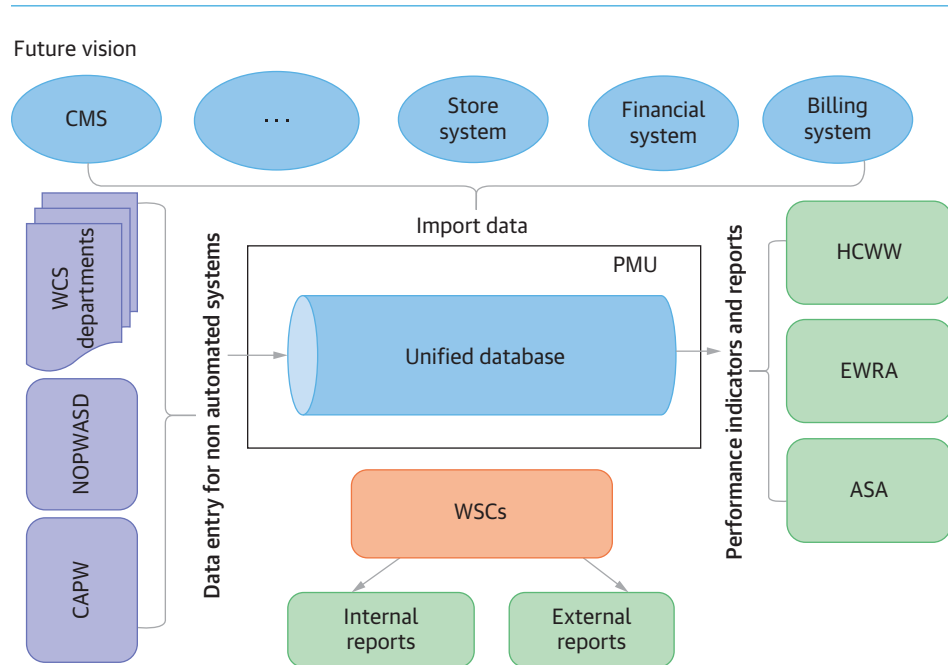 Future vision
CMS
...
Store
system
Financial
system
Billing
system
Import data
WCS
departments
NOPWASD
CAPW
Data entry for non automated systems
PMU
Unified database
Performance indicators and reports
HCWW
EWRA
ASA
WSCs
Internal
reports
External
reports